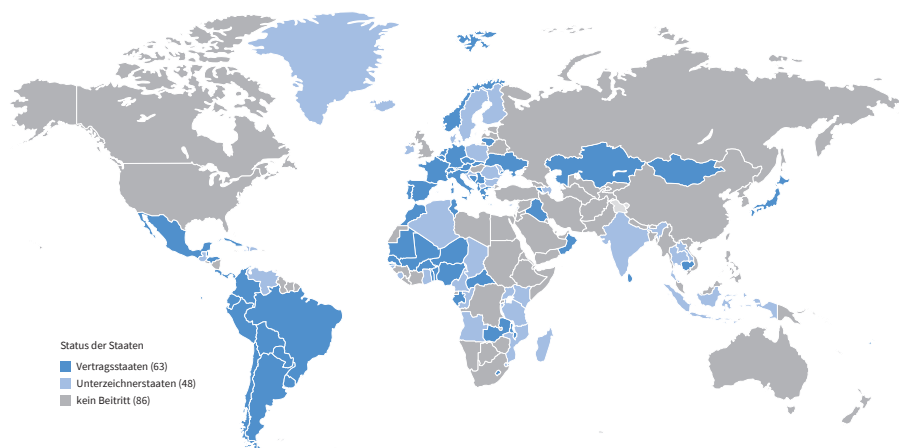 Status der Staaten
Vertragsstaaten (63)
Unterzeichnerstaaten (48)
kein Beitritt (86)